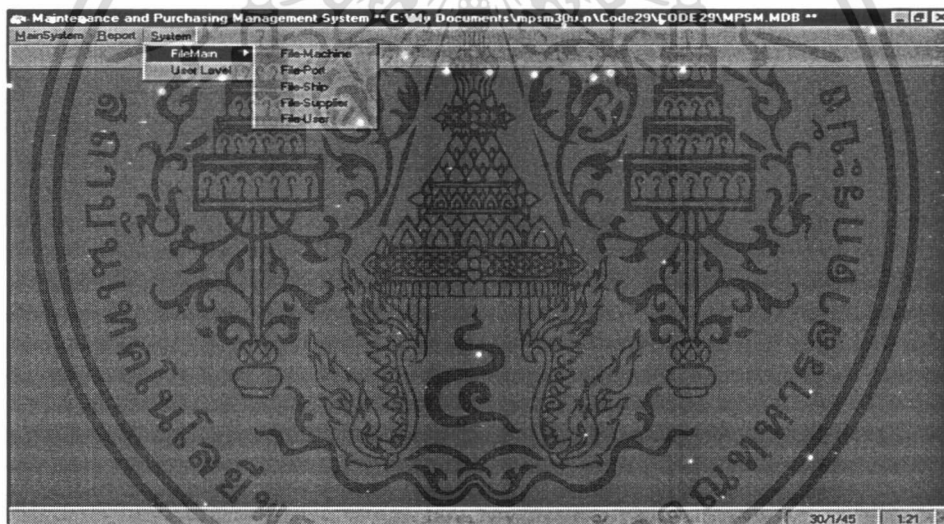 Maintenance and Purchasing Management System ** C:\My Documents\mpsm30u.n\Code29\CODE29\MPSM.MDB **
MainSystem Report System
FileMain
User Level
File-Machine
File-Port
File-Ship
File-Supplier
File-User
30/1/45 1:21